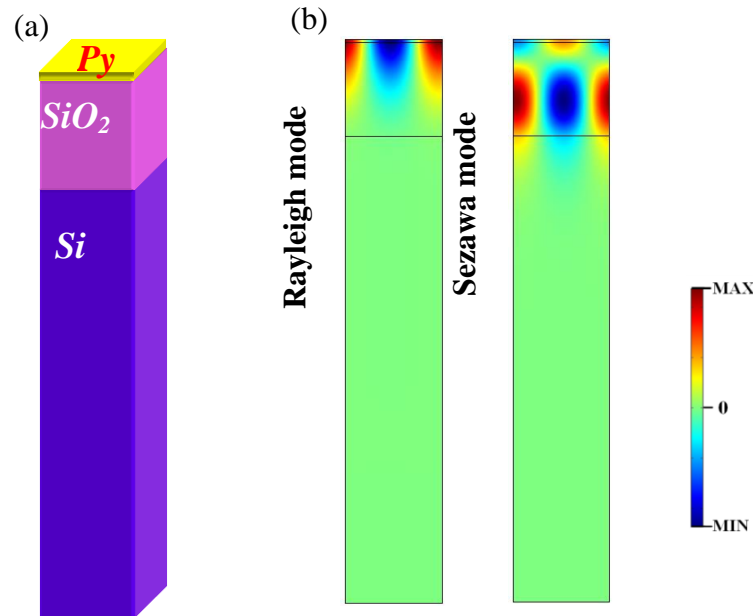 (a)
Py
SiO2
Si
(b)
Rayleigh mode
Sezawa mode
MAX
0
MIN